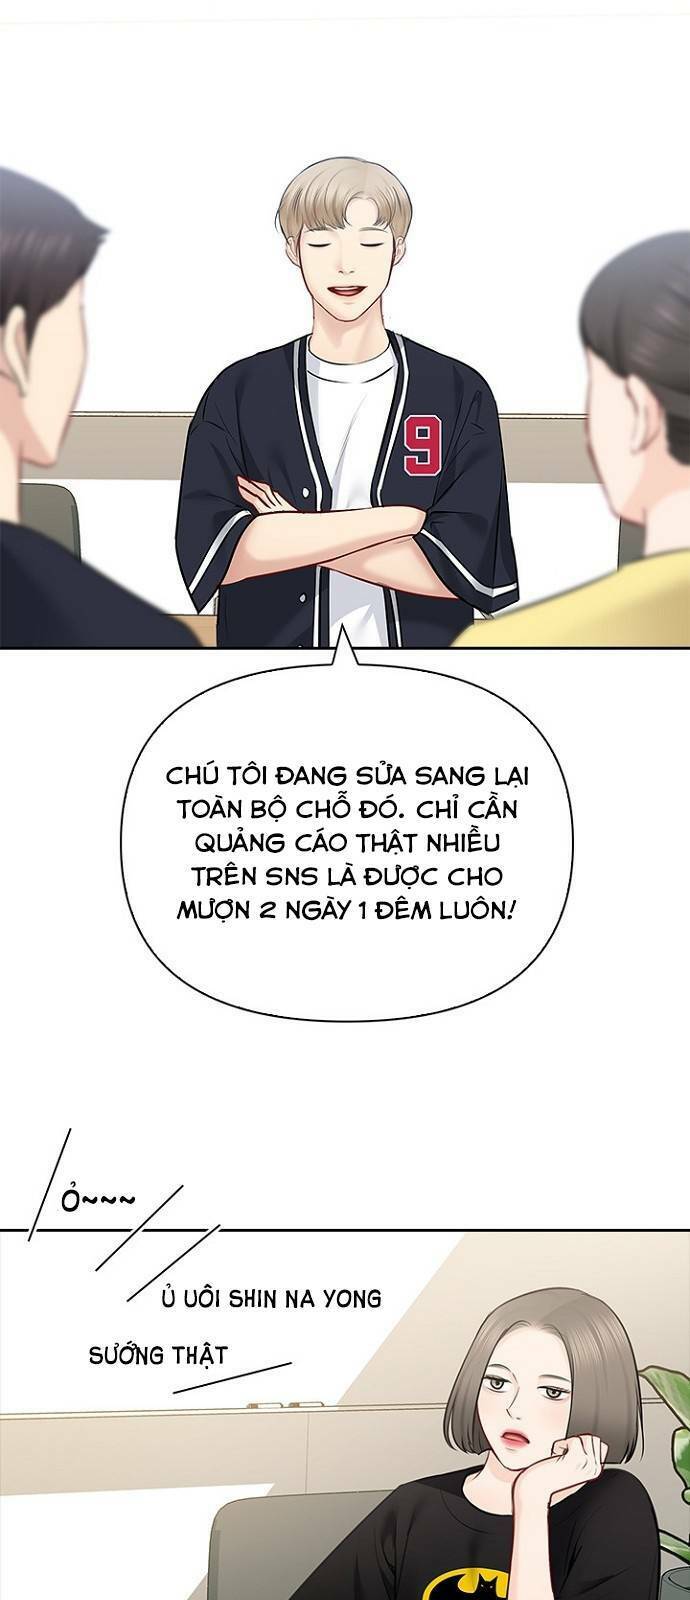 9
CHÚ TÔI ĐANG SỬA SANG LẠI
TOÀN BỘ CHỖ ĐÓ. CHỈ CẦN
QUẢNG CÁO THẬT NHIỀU
TRÊN SNS LÀ ĐƯỢC CHO
MƯỢN 2 NGÀY 1 ĐÊM LUÔN!
Ỏ~~~
Ủ UÔI SHIN NA YONG
SƯỚNG THẬT